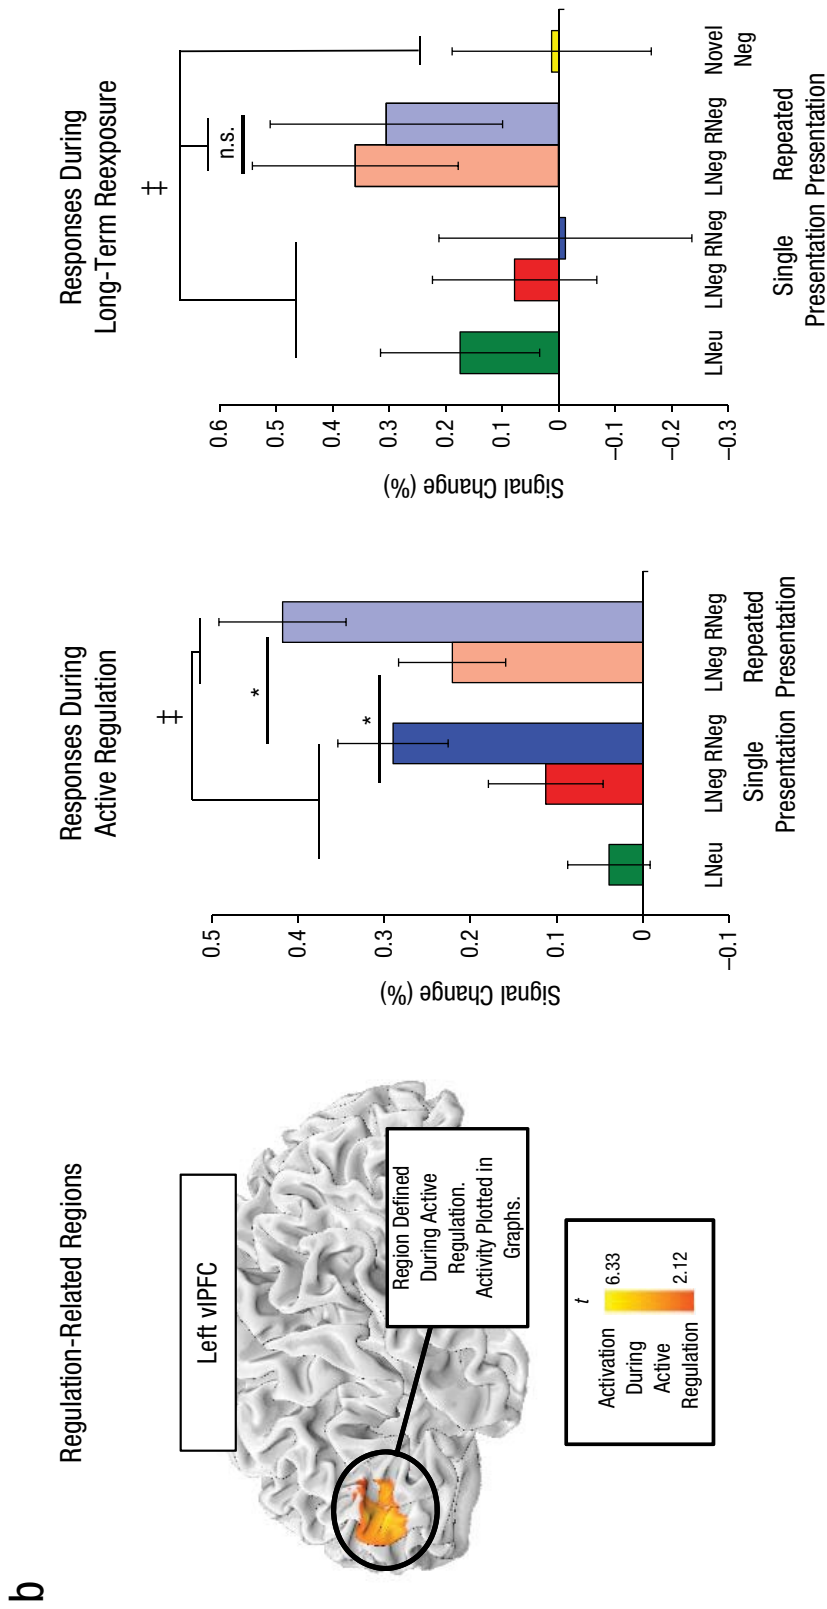 b
Regulation-Related Regions
Left vlPFC
Region Defined
During Active
Regulation.
Activity Plotted in
Graphs.
Activation
During
Active
Regulation
t
6.33
2.12
Responses During
Active Regulation
‡
*
*
Signal Change (%)
0.5
0.4
0.3
0.2
0.1
0
–0.1
LNeu
LNeg RNeg
LNeg RNeg
Single
Presentation
Repeated
Presentation
Responses During
Long-Term Reexposure
‡
n.s.
Signal Change (%)
0.6
0.5
0.4
0.3
0.2
0.1
0
–0.1
–0.2
–0.3
LNeu
LNeg RNeg
LNeg RNeg
Novel
Neg
Single
Presentation
Repeated
Presentation